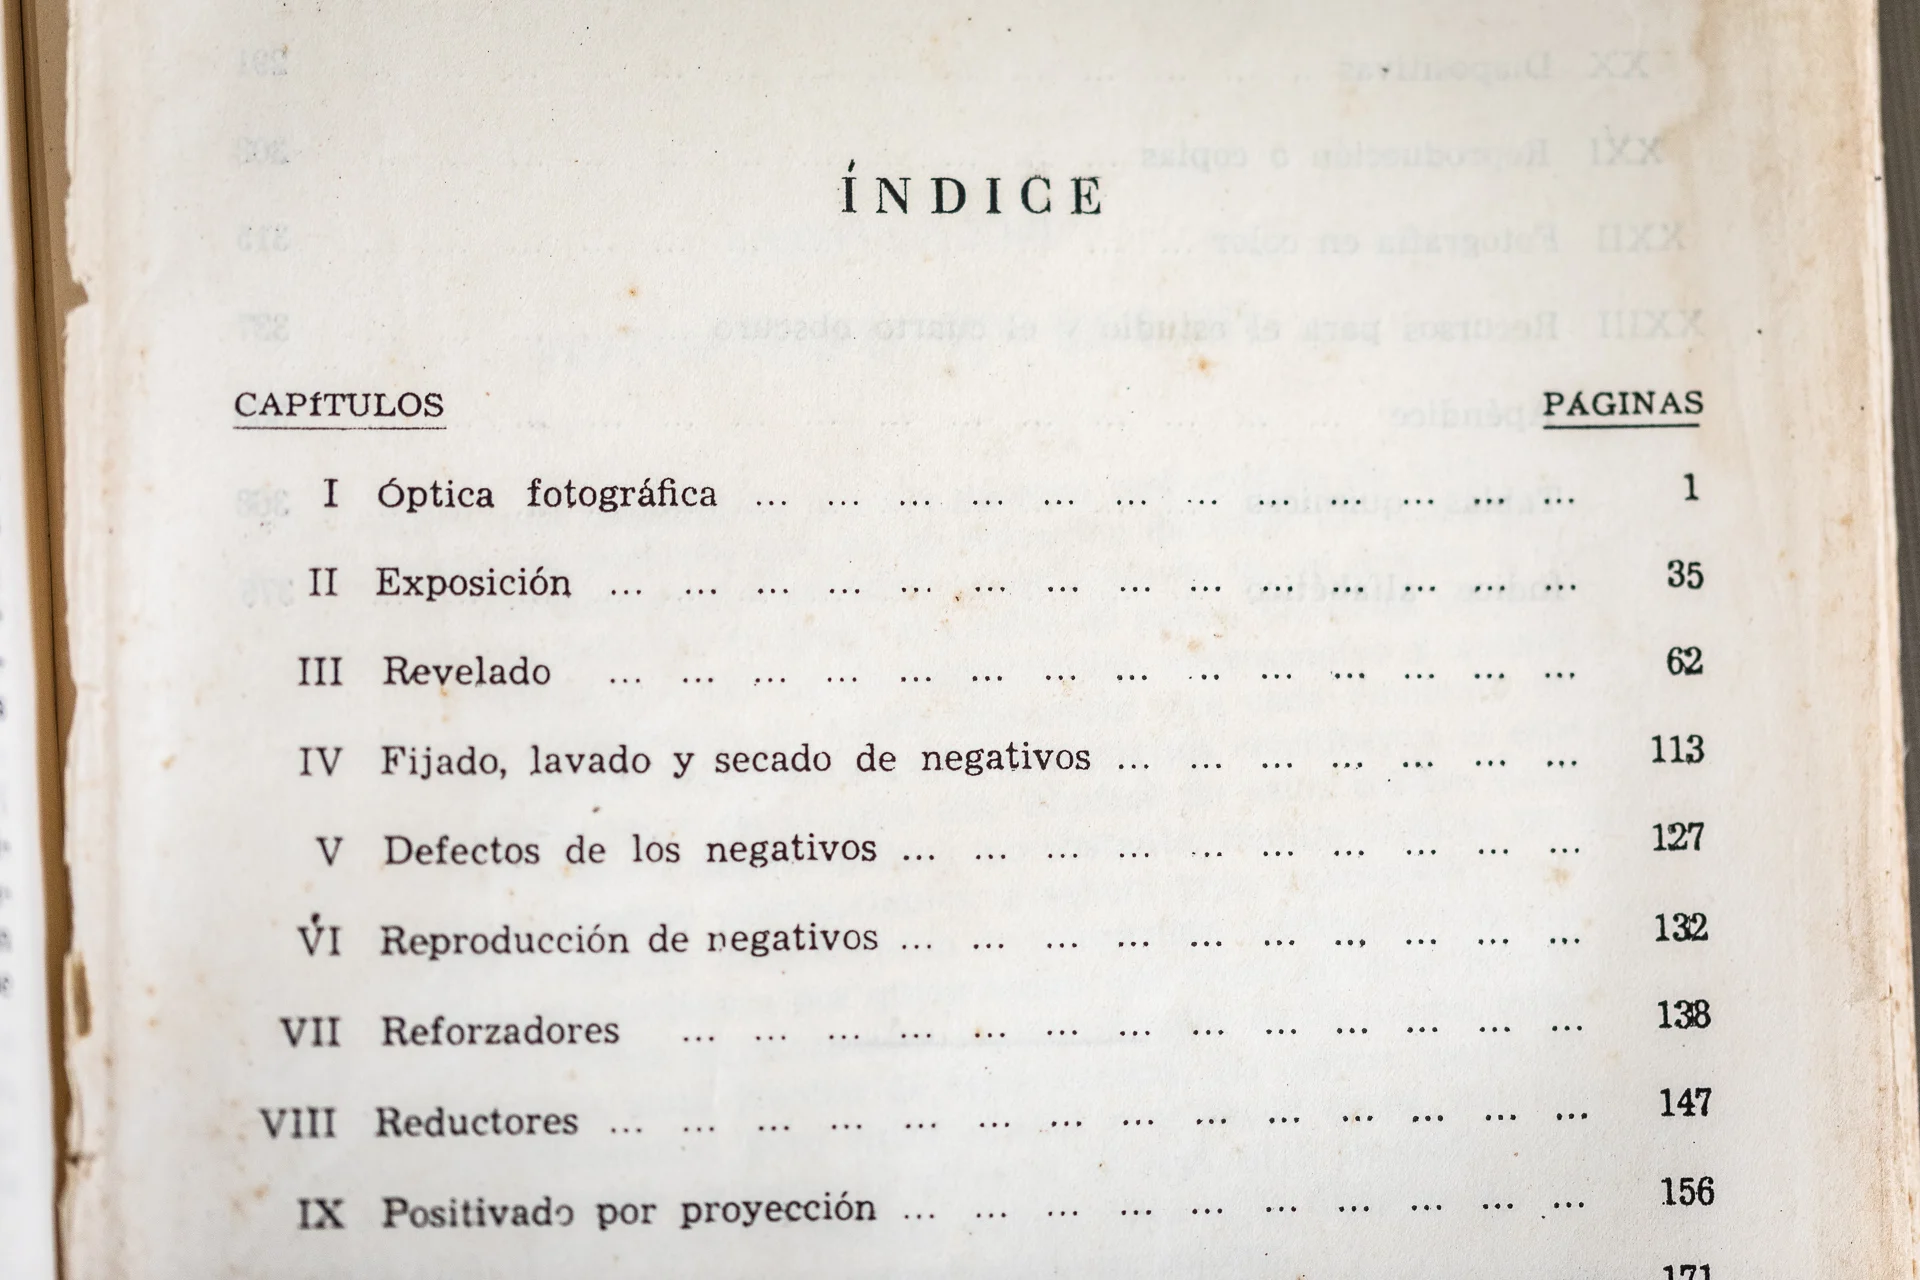 ÍNDICE
CAPÍTULOS PÁGINAS
I Óptica fotográfica ... ... ... ... ... ... ... ... ... ... ... ... 1
II Exposición ... ... ... ... ... ... ... ... ... ... ... ... ... ... 35
III Revelado ... ... ... ... ... ... ... ... ... ... ... ... ... ... 62
IV Fijado, lavado y secado de negativos ... ... ... ... ... ... ... 113
V Defectos de los negativos ... ... ... ... ... ... ... ... ... ... 127
VI Reproducción de negativos ... ... ... ... ... ... ... ... ... ... 132
VII Reforzadores ... ... ... ... ... ... ... ... ... ... ... ... ... 138
VIII Reductores ... ... ... ... ... ... ... ... ... ... ... ... ... ... 147
IX Positivado por proyección ... ... ... ... ... ... ... ... ... ... 156
171